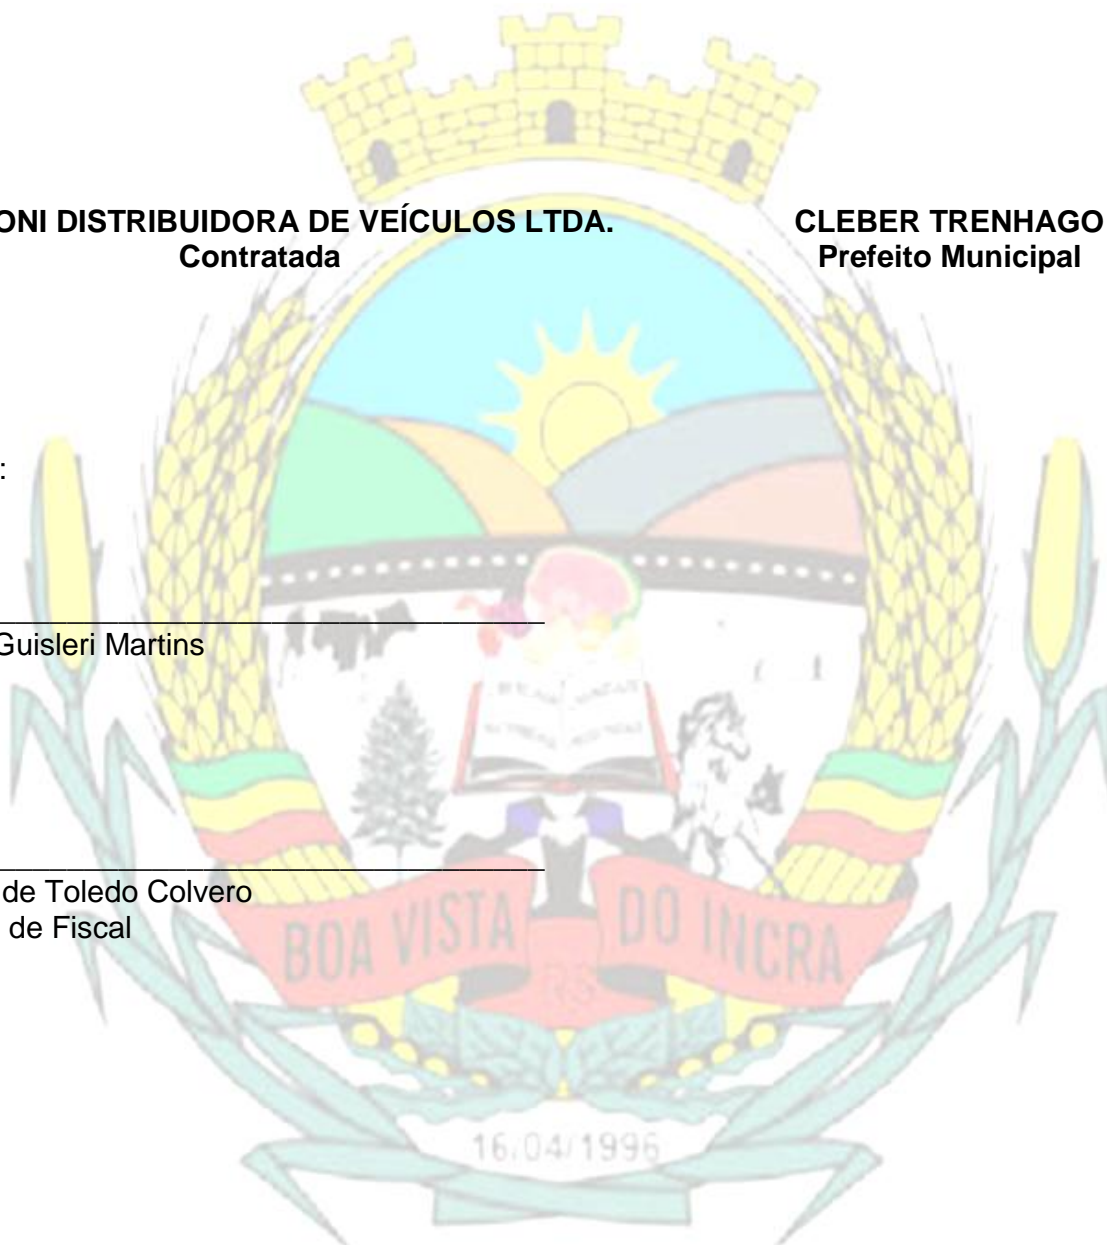 ONI DISTRIBUIDORA DE VEÍCULOS LTDA.
Contratada
CLEBER TRENHAGO
Prefeito Municipal
:
Guisleri Martins
de Toledo Colvero
de Fiscal
BOA VISTA DO INCRA
RS
16/04/1996